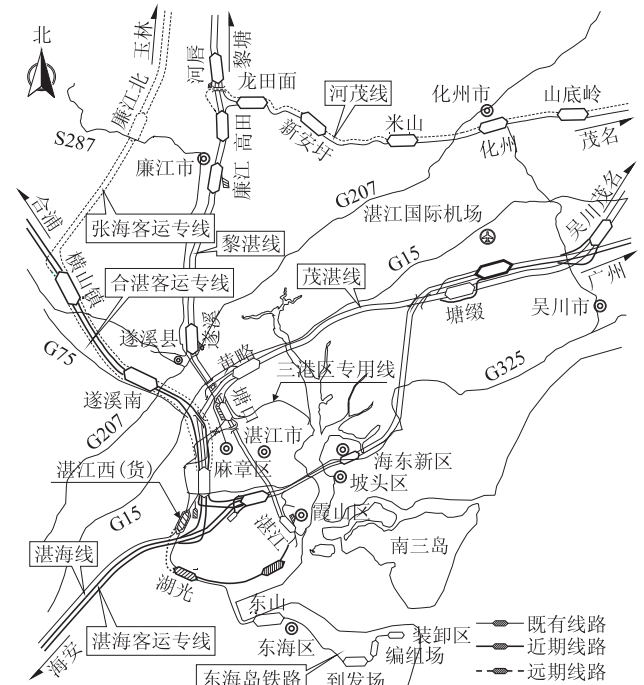 北
玉林
河唇
黎塘
龙田面
河茂线
化州市
山底岭
廉江北
S287
高田
新安圩
米山
化州
茂名
廉江市
廉江
G207
湛江国际机场
合浦
张海客运专线
黎湛线
G15
吴川
茂名
横山镇
合湛客运专线
茂湛线
广州
塘缀
吴川市
遂溪县
遂溪
G75
黄略
三港区专用线
G325
遂溪南
塘口
G207
湛江市
湛江西(货)
麻章区
海东新区
坡头区
G15
湛江
霞山区
湛海线
南三岛
湖光
东山
湛海客运专线
东海区
装卸区
编组场
海安
东海岛铁路
到发场
既有线路
近期线路
远期线路